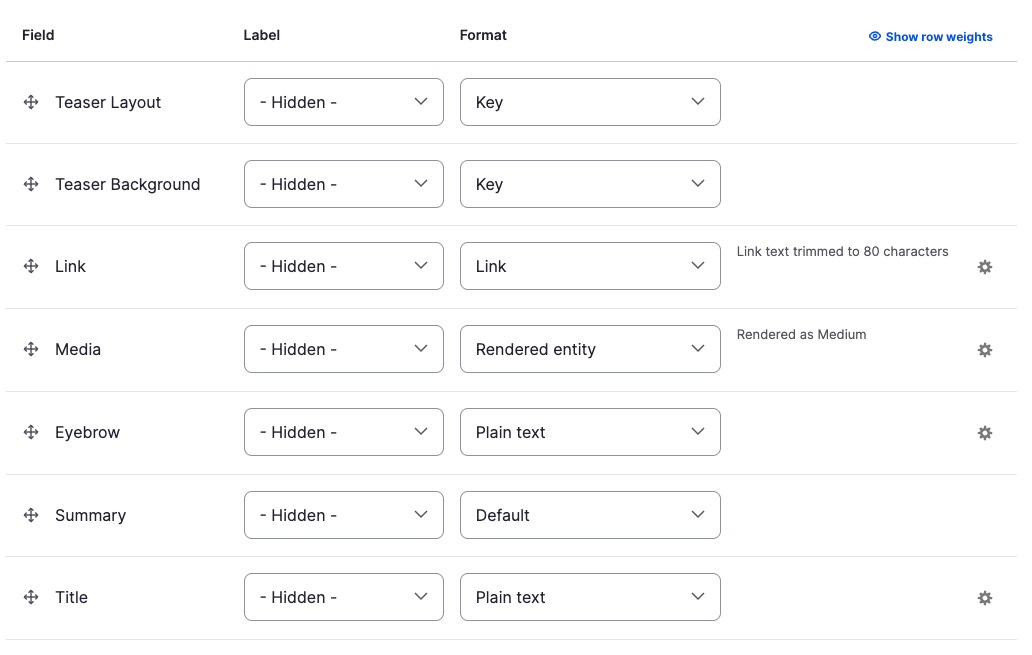 Field Label Format Show row weights
Teaser Layout - Hidden - Key
Teaser Background - Hidden - Key
Link - Hidden - Link Link text trimmed to 80 characters
Media - Hidden - Rendered entity Rendered as Medium
Eyebrow - Hidden - Plain text
Summary - Hidden - Default
Title - Hidden - Plain text